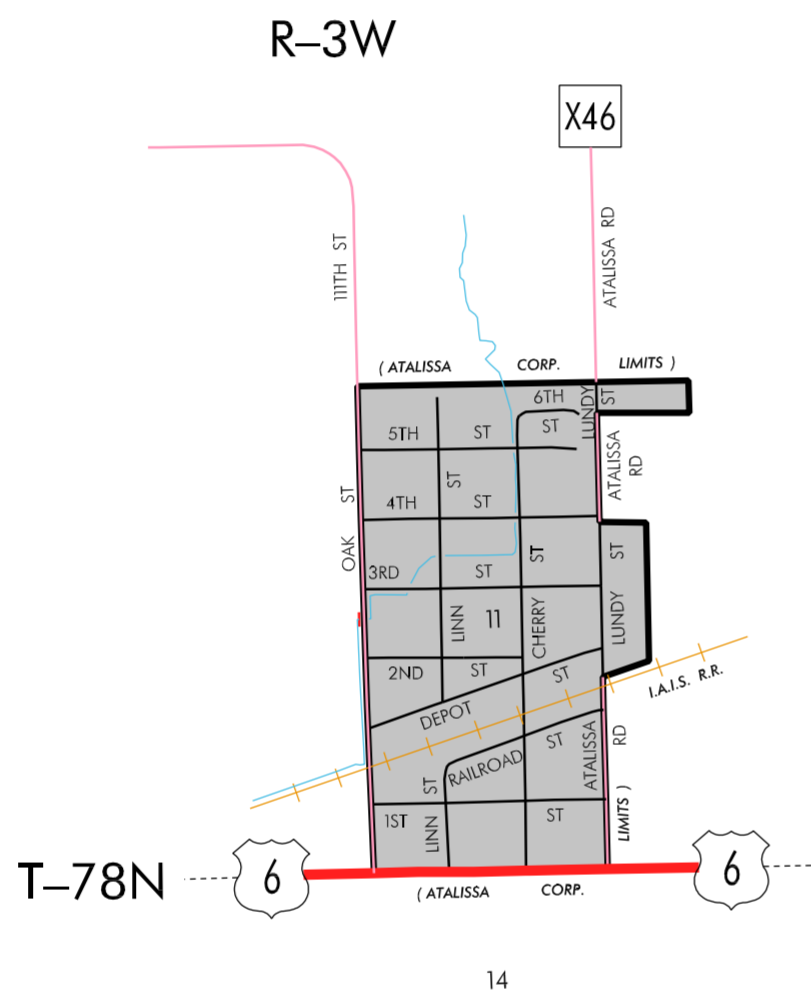 R–3W
X46
111TH ST
ATALISSA RD
( ATALISSA CORP. LIMITS )
6TH ST
LUNDY ST
5TH ST
ATALISSA RD
ST
4TH ST
OAK ST
3RD ST
ST
LINN
11
CHERRY
LUNDY ST
2ND ST
DEPOT ST
I.A.I.S. R.R.
RAILROAD ST
ATALISSA RD
LINN ST
1ST ST
LIMITS )
T–78N
6
6
( ATALISSA CORP.
14